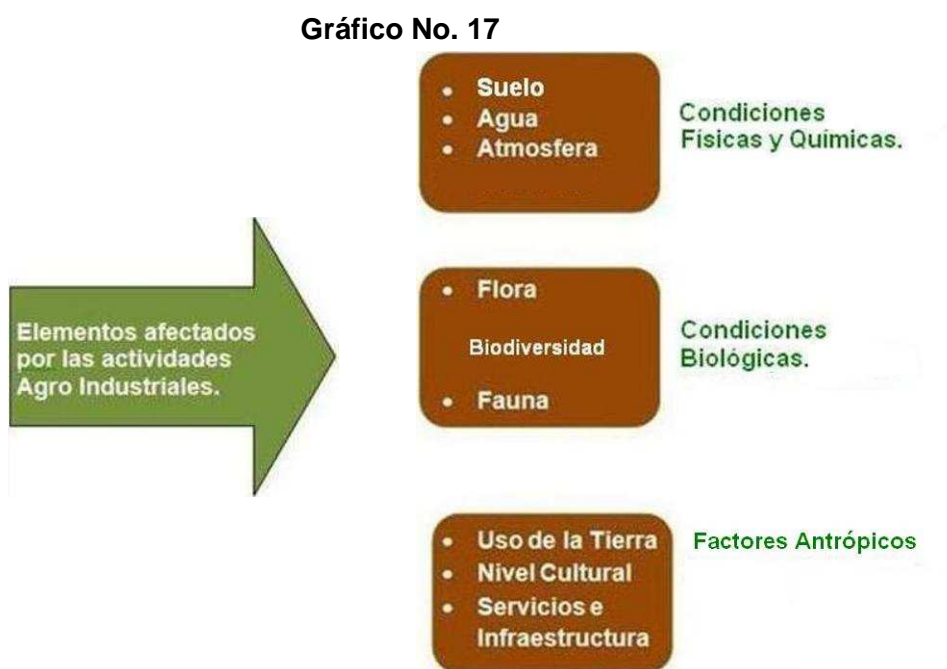 Gráfico No. 17
• Suelo
• Agua
• Atmosfera
Condiciones
Físicas y Químicas.
Elementos afectados
por las actividades
Agro Industriales.
• Flora
Biodiversidad
• Fauna
Condiciones
Biológicas.
• Uso de la Tierra
• Nivel Cultural
• Servicios e
Infraestructura
Factores Antrópicos